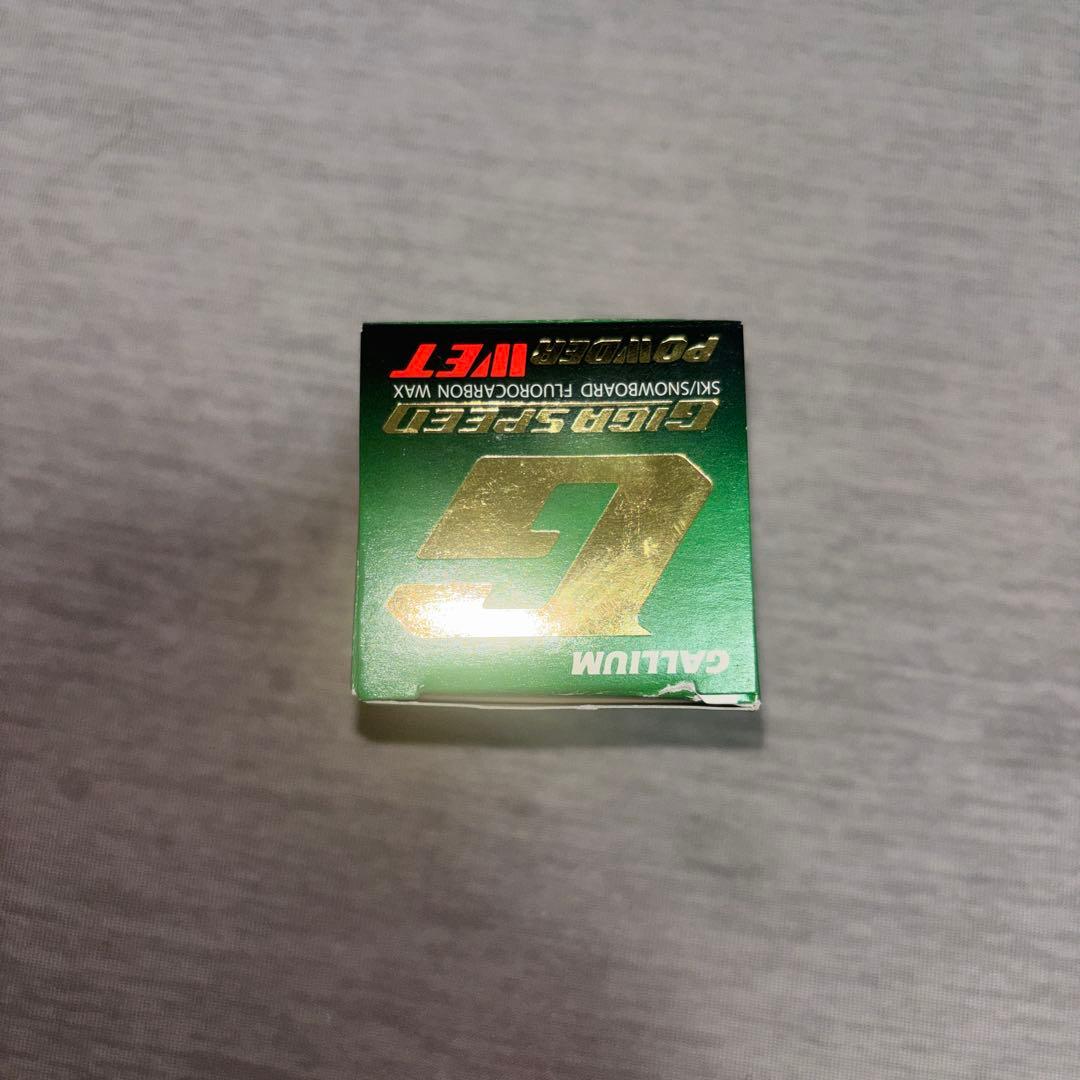 GALLIUM
G
GIGA SPEED
SKI/SNOWBOARD FLUOROCARBON WAX
POWDER WET